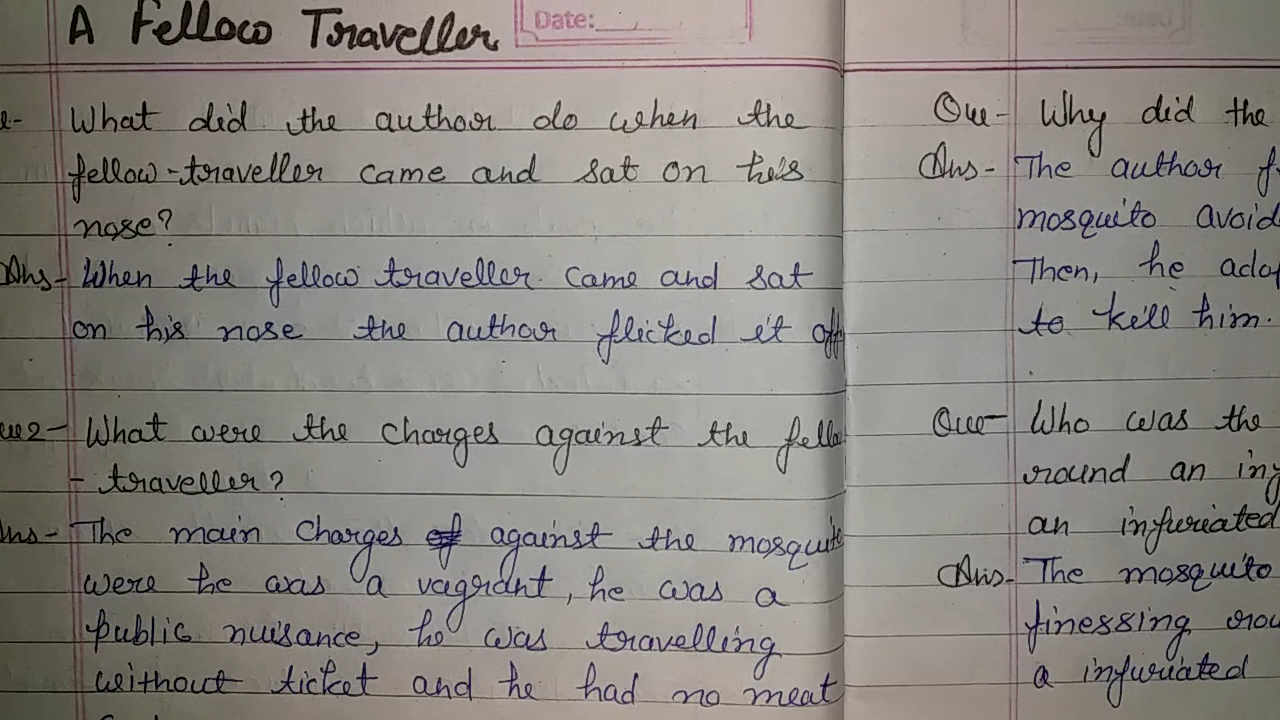 A Fellow Traveller
Date:
What did the author do when the
fellow-traveller came and sat on his
nose?
Ans- When the fellow traveller. came and sat
on his nose the author flicked it off
Que2- What were the charges against the
- traveller?
Ans- The main charges of against the
were he was a vagrant, he was a
public nuisance, he was travelling
without ticket and he had no meat
Que- Why did the
Ans- The author
mosquito avoid
Then, he
to kill him.
Que- Who was the
round an
an infuriated
Ans- The mosquito
finessing
a infuriated